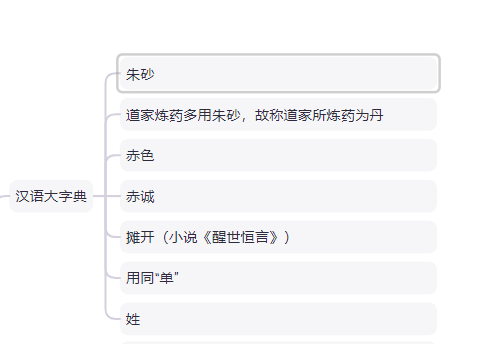 朱砂
道家炼药多用朱砂，故称道家所炼药为丹
赤色
汉语大字典
赤诚
摊开（小说《醒世恒言》）
用同“单”
姓